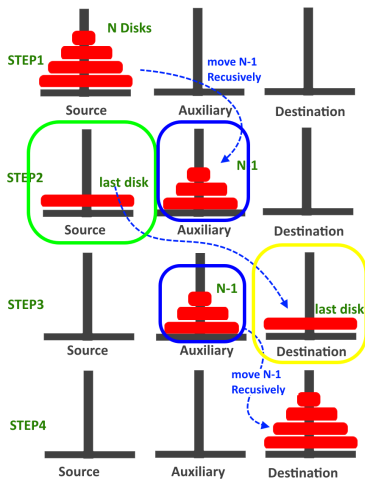 N Disks
STEP1
move N-1
Recusively
Source
Auxiliary
Destination
STEP2
last disk
N-1
Source
Auxiliary
Destination
STEP3
N-1
last disk
Source
Auxiliary
Destination
move N-1
Recusively
STEP4
Source
Auxiliary
Destination